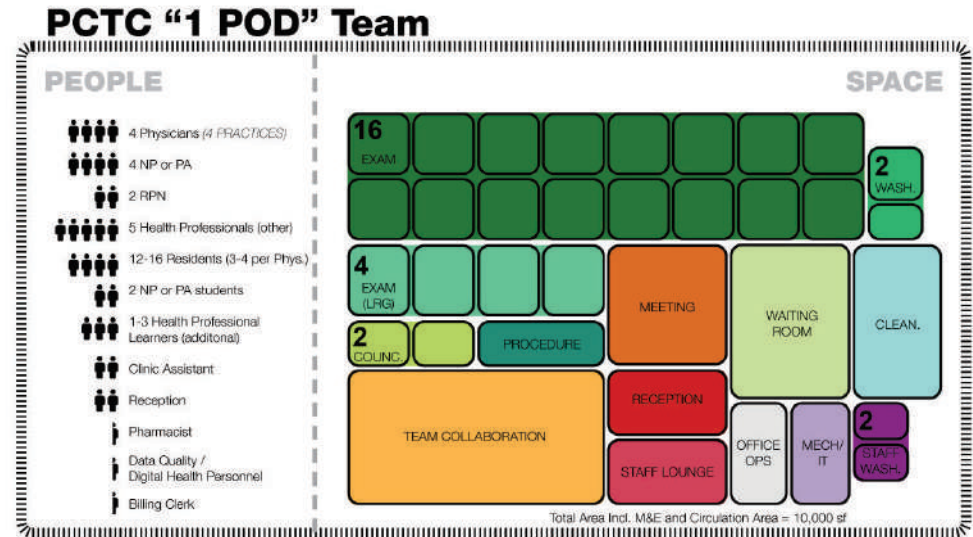 PCTC “1 POD” Team
PEOPLE
4 Physicians (4 PRACTICES)
4 NP or PA
2 RPN
5 Health Professionals (other)
12-16 Residents (3-4 per Phys.)
2 NP or PA students
1-3 Health Professional
Learners (additonal)
Clinic Assistant
Reception
Pharmacist
Data Quality /
Digital Health Personnel
Billing Clerk
SPACE
16
EXAM
2
WASH.
4
EXAM
(LRG)
MEETING
WAITING
ROOM
CLEAN.
2
COUNC.
PROCEDURE
TEAM COLLABORATION
RECEPTION
STAFF LOUNGE
OFFICE
OPS
MECH/
IT
2
STAFF
WASH.
Total Area Incl. M&E and Circulation Area = 10,000 sf